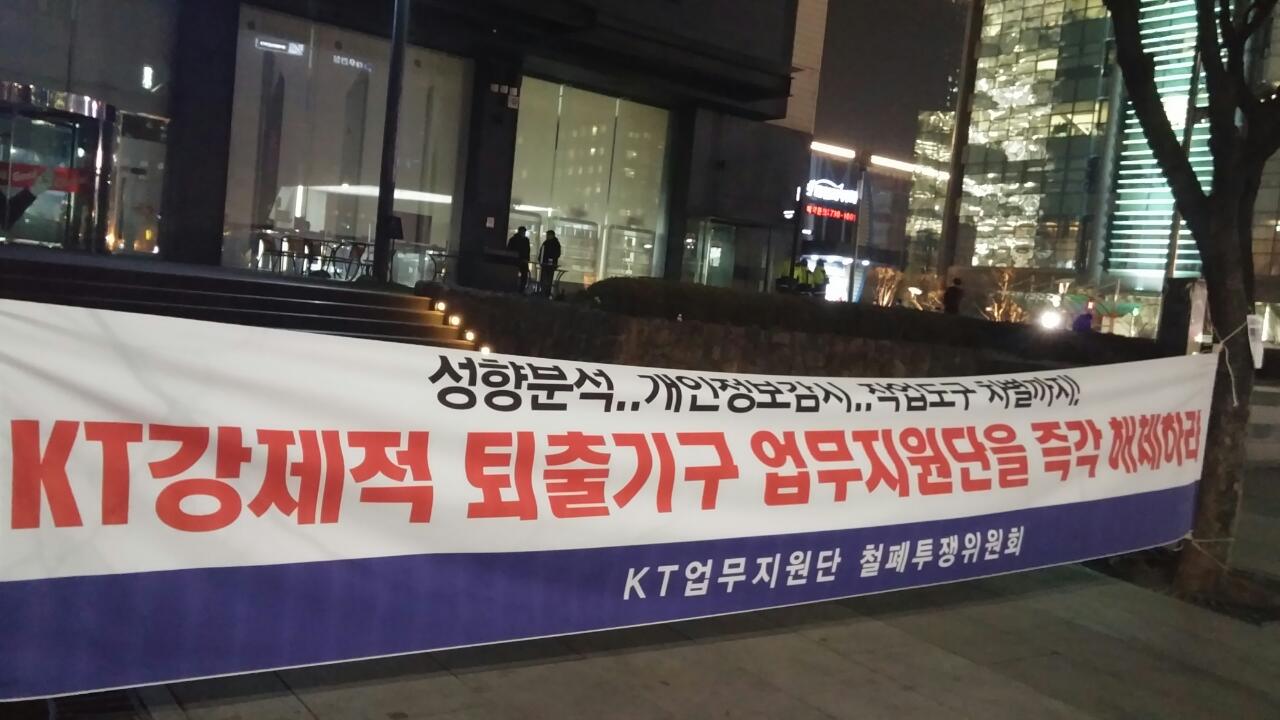 성향분석..개인정보감시..작업도구 차별까지!
KT강제적 퇴출기구 업무지원단을 즉각 해체하라
KT업무지원단 철폐투쟁위원회